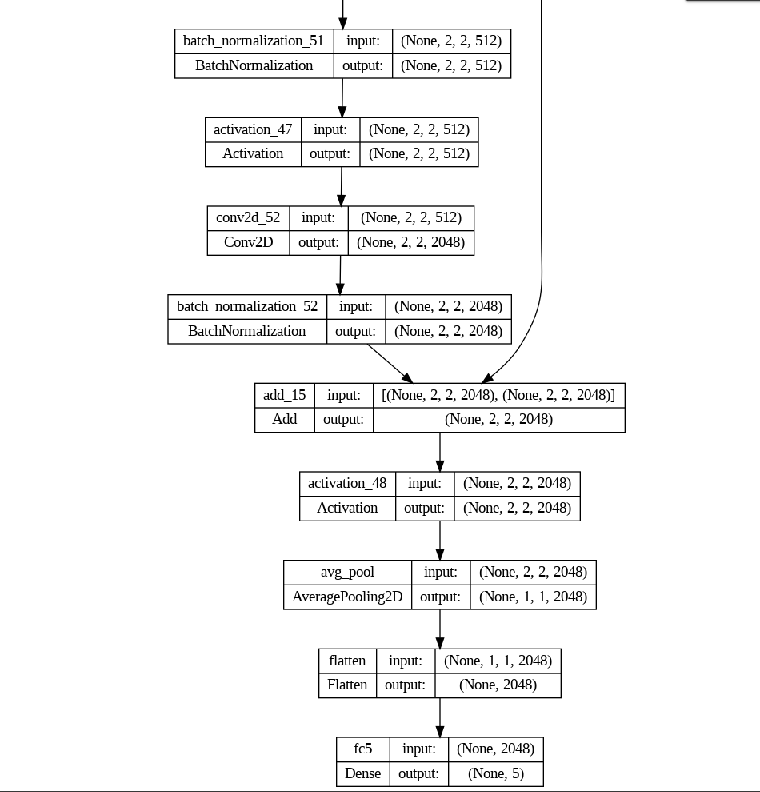 batch_normalization_51 input: (None, 2, 2, 512)
BatchNormalization output: (None, 2, 2, 512)
activation_47 input: (None, 2, 2, 512)
Activation output: (None, 2, 2, 512)
conv2d_52 input: (None, 2, 2, 512)
Conv2D output: (None, 2, 2, 2048)
batch_normalization_52 input: (None, 2, 2, 2048)
BatchNormalization output: (None, 2, 2, 2048)
add_15 input: [(None, 2, 2, 2048), (None, 2, 2, 2048)]
Add output: (None, 2, 2, 2048)
activation_48 input: (None, 2, 2, 2048)
Activation output: (None, 2, 2, 2048)
avg_pool input: (None, 2, 2, 2048)
AveragePooling2D output: (None, 1, 1, 2048)
flatten input: (None, 1, 1, 2048)
Flatten output: (None, 2048)
fc5 input: (None, 2048)
Dense output: (None, 5)